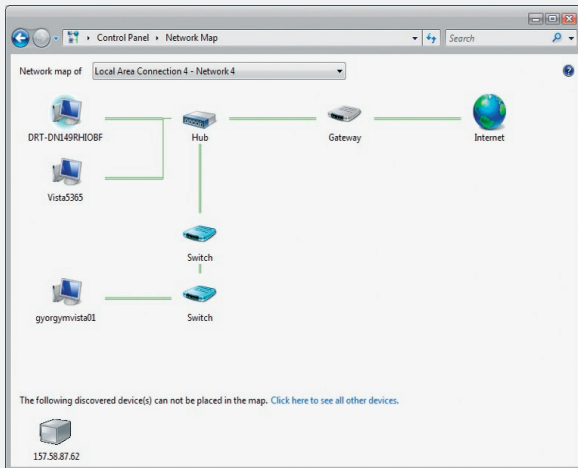 Control Panel Network Map
Search
Network map of Local Area Connection 4 - Network 4
DRT-DN149RHIOBF
Hub
Gateway
Internet
Vista5365
Switch
gyorgymvista01
Switch
The following discovered device(s) can not be placed in the map. Click here to see all other devices.
157.58.87.62